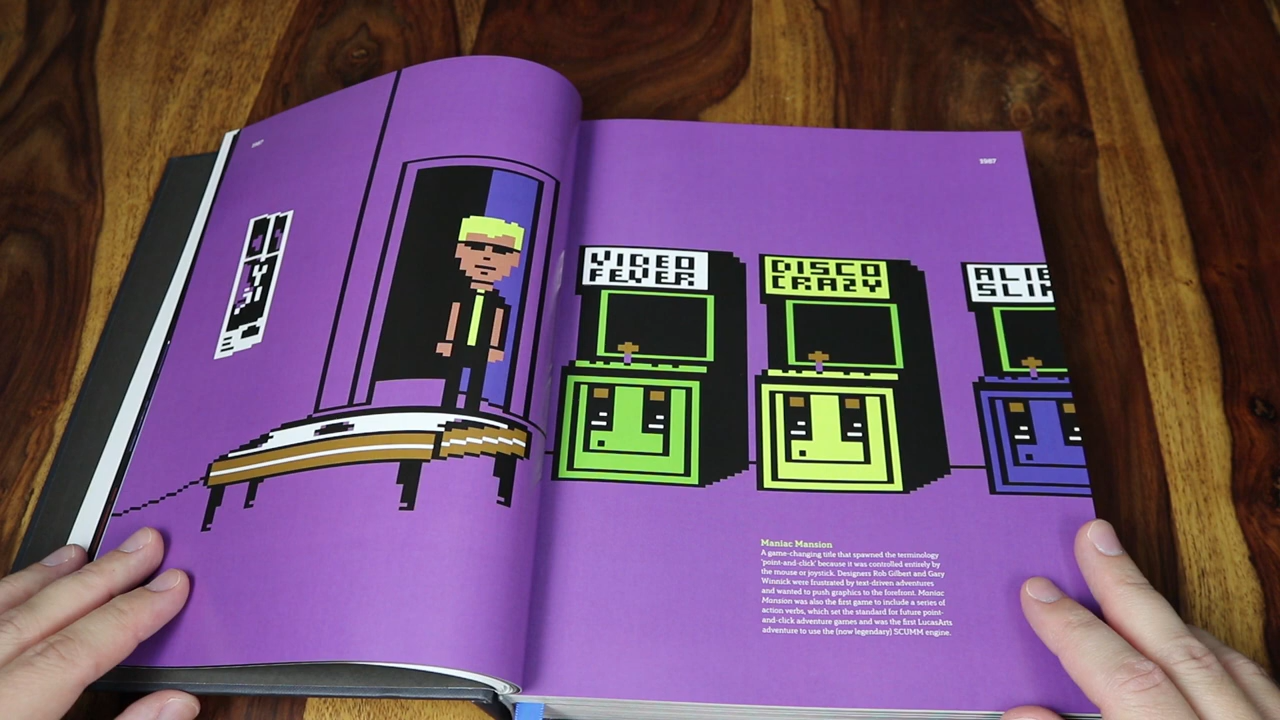 1987
1987
VIDEO
FEVER
DISCO
CRAZY
ALIE
SLIM
Maniac Mansion
A game-changing title that spawned the terminology
'point-and-click' because it was controlled entirely by
the mouse or joystick. Designers Rob Gilbert and Gary
Winnick were frustrated by text-driven adventures
and wanted to push graphics to the forefront. Maniac
Mansion was also the first game to include a series of
action verbs, which set the standard for future point-
and-click adventure games and was the first LucasArts
adventure to use the (now legendary) SCUMM engine.